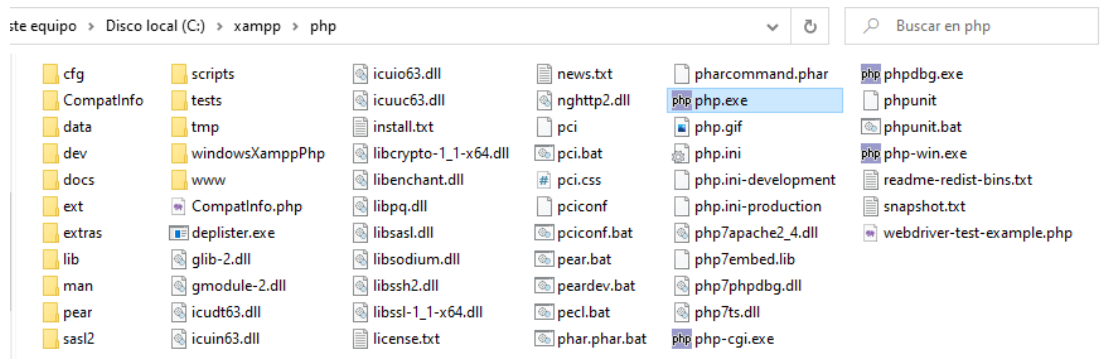 ste equipo > Disco local (C:) > xampp > php
Buscar en php
cfg
CompatInfo
data
dev
docs
ext
extras
lib
man
pear
sasl2
scripts
tests
tmp
windowsXamppPhp
www
CompatInfo.php
deplister.exe
glib-2.dll
gmodule-2.dll
icudt63.dll
icuin63.dll
icuio63.dll
icuuc63.dll
install.txt
libcrypto-1_1-x64.dll
libenchant.dll
libpq.dll
libsasl.dll
libsodium.dll
libssh2.dll
libssl-1_1-x64.dll
license.txt
news.txt
nghttp2.dll
pci
pci.bat
pci.css
pciconf
pciconf.bat
pear.bat
peardev.bat
pecl.bat
phar.phar.bat
pharcommand.phar
php php.exe
php.gif
php.ini
php.ini-development
php.ini-production
php7apache2_4.dll
php7embed.lib
php7phpdbg.dll
php7ts.dll
php php-cgi.exe
php phpdbg.exe
phpunit
phpunit.bat
php php-win.exe
readme-redist-bins.txt
snapshot.txt
webdriver-test-example.php